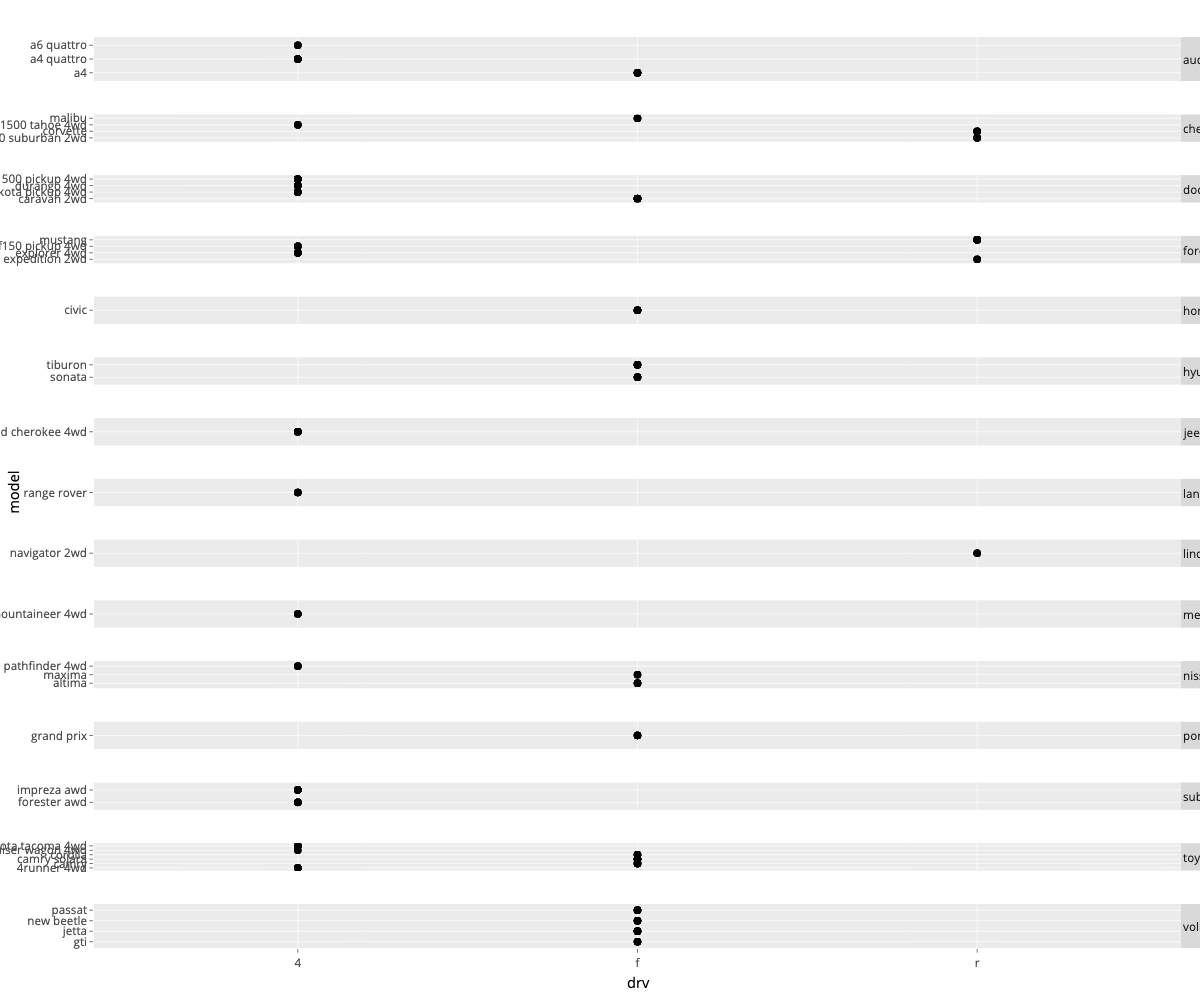 a6 quattro
a4 quattro
a4
auc
malibu
1500 tahoe 4wd
corvette
0 suburban 2wd
che
500 pickup 4wd
durango 4wd
kota pickup 4wd
caravan 2wd
doc
mustang
f150 pickup 4wd
explorer 4wd
expedition 2wd
for
civic
hor
tiburon
sonata
hyu
d cherokee 4wd
jee
model
range rover
lan
navigator 2wd
linc
ountaineer 4wd
me
pathfinder 4wd
maxima
altima
nis
grand prix
por
impreza awd
forester awd
sub
ota tacoma 4wd
iser wagon 4wd
corolla
camry solara
camry
4runner 4wd
toy
passat
new beetle
jetta
gti
vol
4 f r
drv